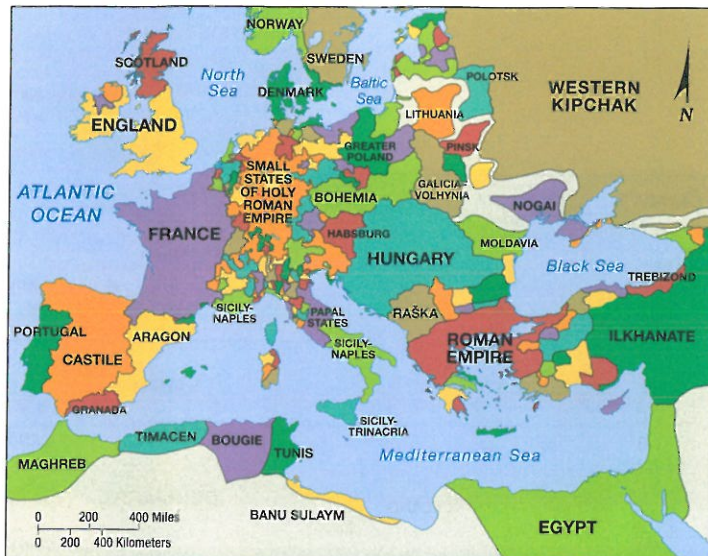 NORWAY
SWEDEN
SCOTLAND
North
Sea
Baltic
Sea
DENMARK
POLOTSK
WESTERN
KIPCHAK
N
LITHUANIA
ENGLAND
GREATER
POLAND
PINSK
SMALL
STATES
OF HOLY
ROMAN
EMPIRE
GALICIA-
VOLHYNIA
ATLANTIC
OCEAN
BOHEMIA
NOGAI
FRANCE
HABSBURG
HUNGARY
MOLDAVIA
Black Sea
TREBIZOND
SICILY-
NAPLES
PAPAL
STATES
RAŠKA
PORTUGAL
ARAGON
CASTILE
SICILY-
NAPLES
ROMAN
EMPIRE
ILKHANATE
GRANADA
SICILY-
TRINACRIA
TIMACEN
BOUGIE
TUNIS
MAGHREB
Mediterranean Sea
0 200 400 Miles
0 200 400 Kilometers
BANU SULAYM
EGYPT